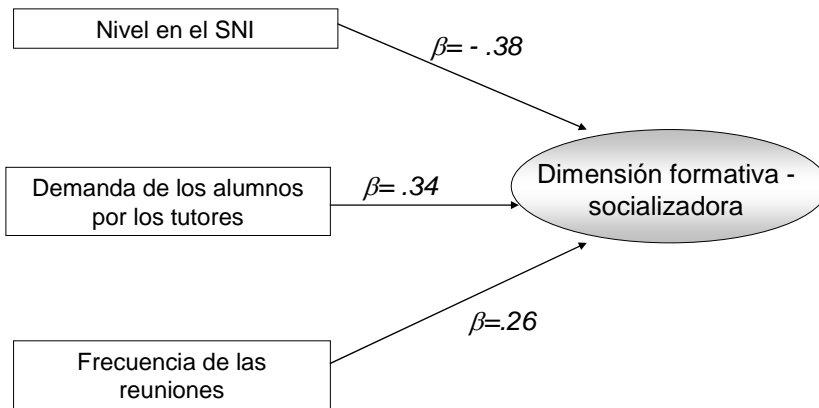 Nivel en el SNI
β= - .38
Demanda de los alumnos
por los tutores
β= .34
Dimensión formativa -
socializadora
β=.26
Frecuencia de las
reuniones